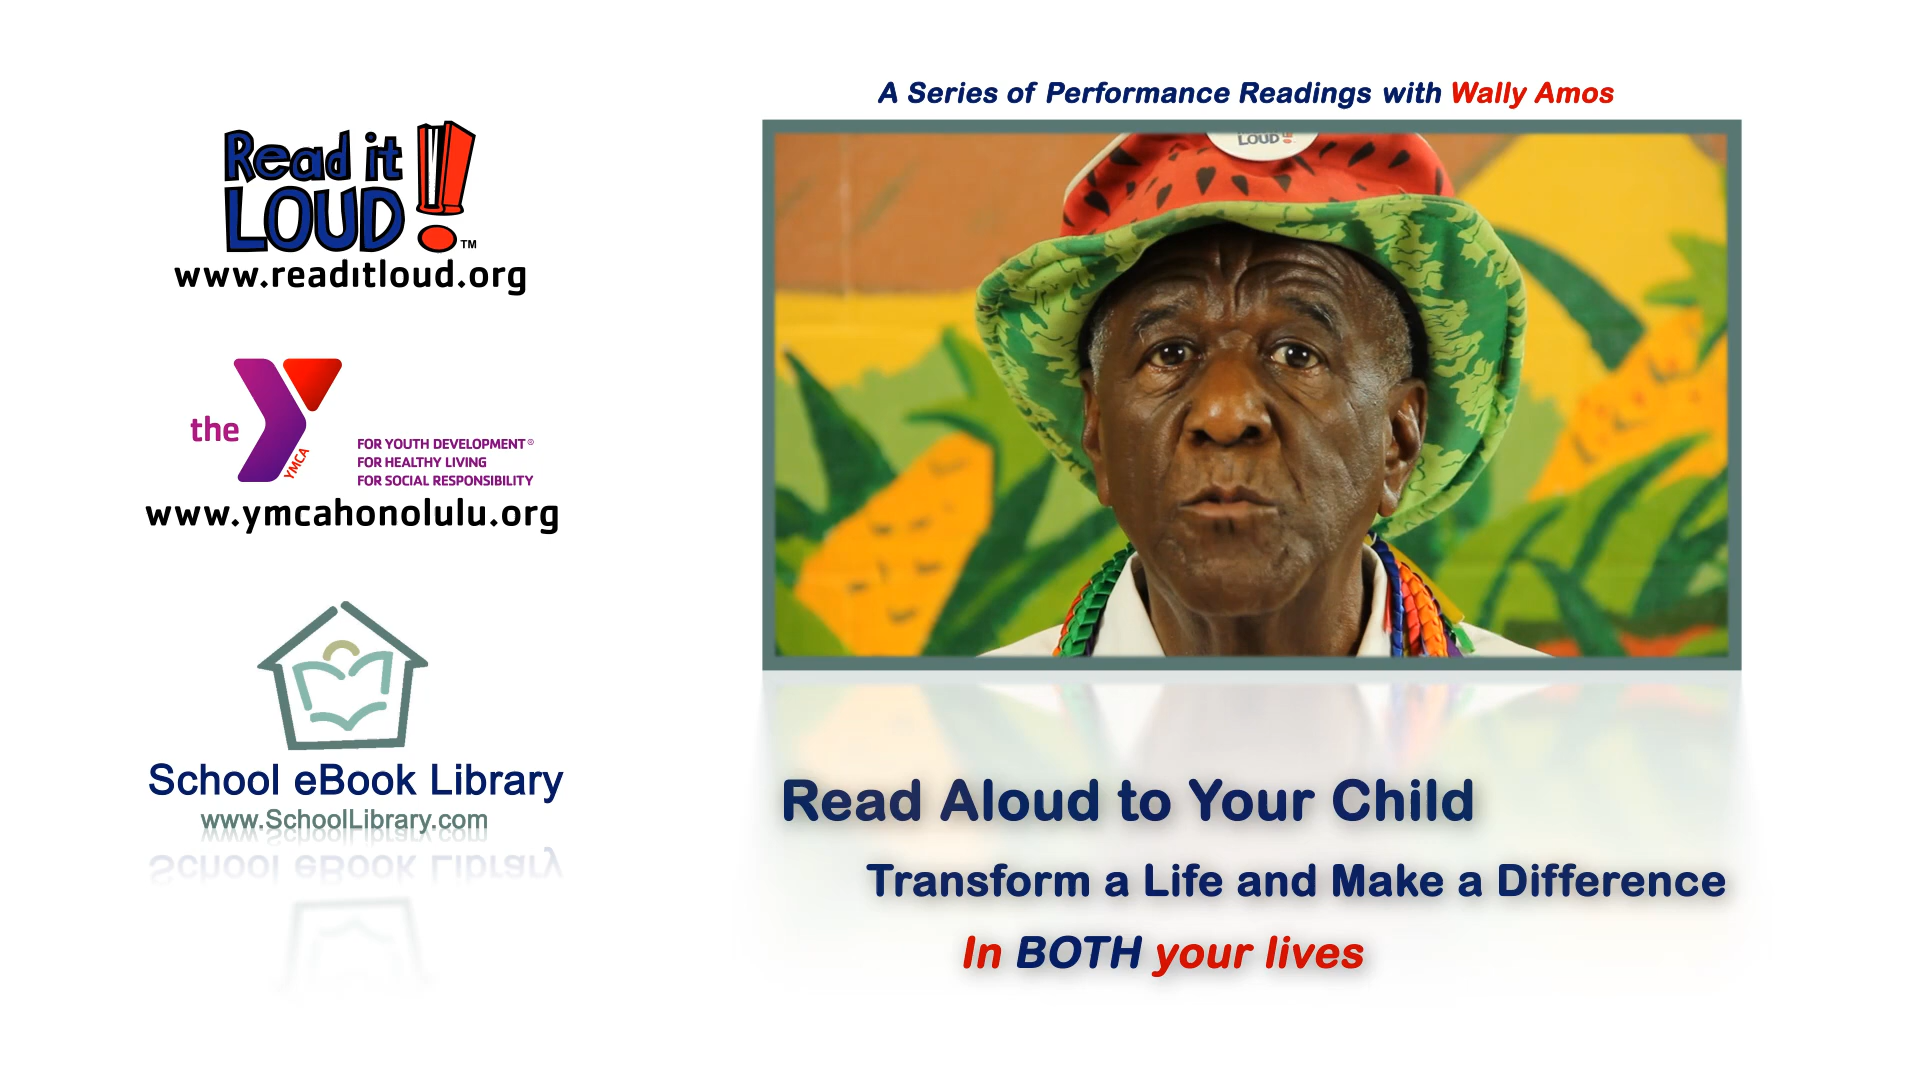 Read it
LOUD!™
www.readitloud.org
the
YMCA
FOR YOUTH DEVELOPMENT®
FOR HEALTHY LIVING
FOR SOCIAL RESPONSIBILITY
www.ymcahonolulu.org
School eBook Library
www.SchoolLibrary.com
A Series of Performance Readings with Wally Amos
LOUD!
Read Aloud to Your Child
Transform a Life and Make a Difference
In BOTH your lives